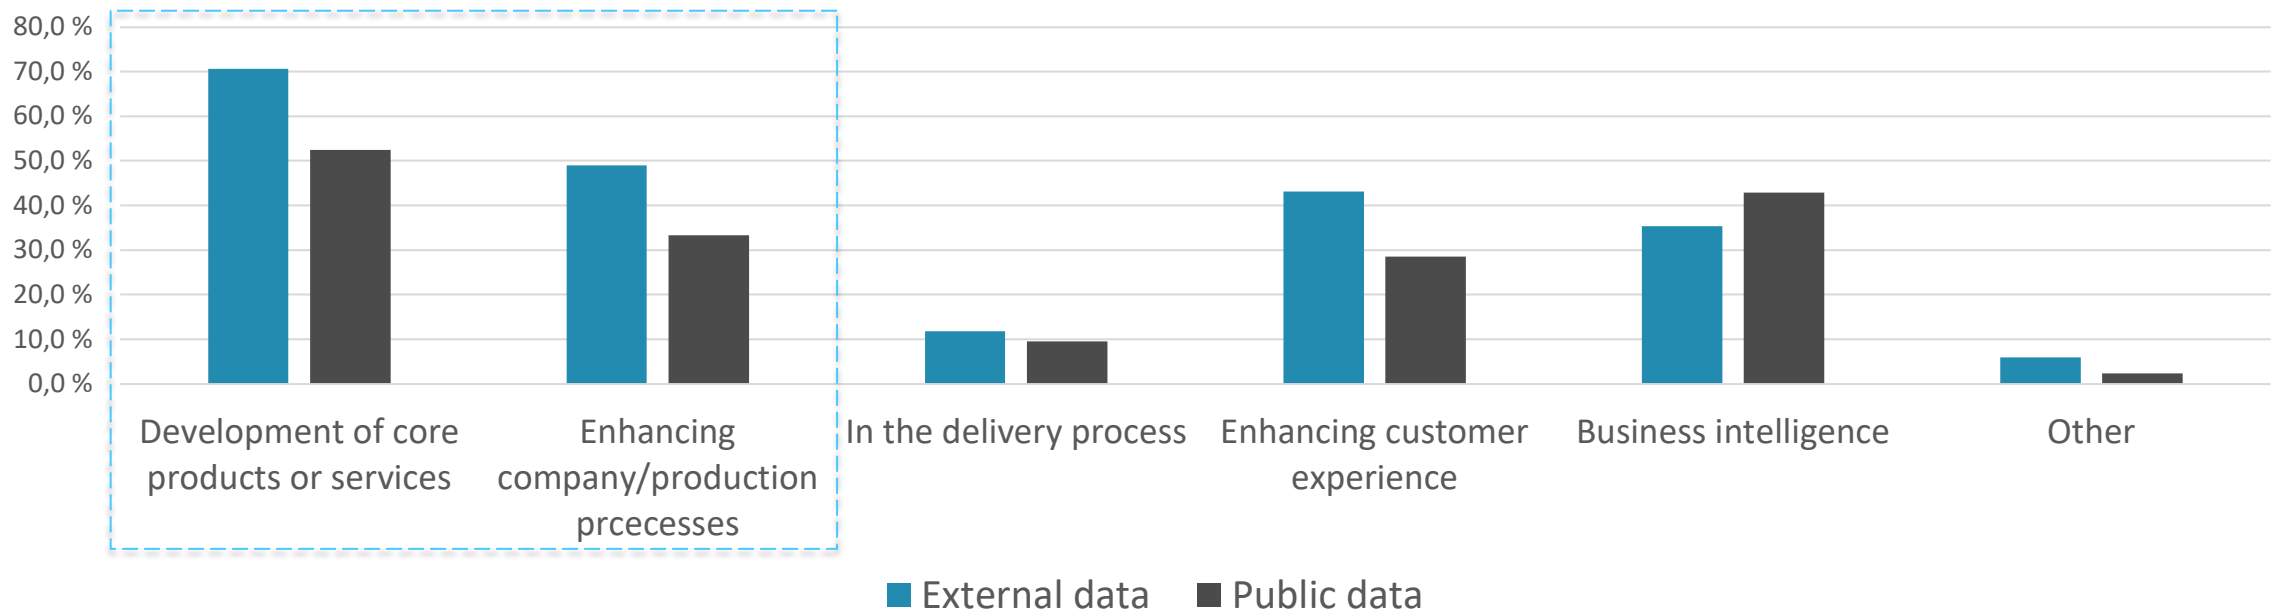 80,0 %
70,0 %
60,0 %
50,0 %
40,0 %
30,0 %
20,0 %
10,0 %
0,0 %
Development of core
products or services
Enhancing
company/production
prcecesses
In the delivery process
Enhancing customer
experience
Business intelligence
Other
External data
Public data